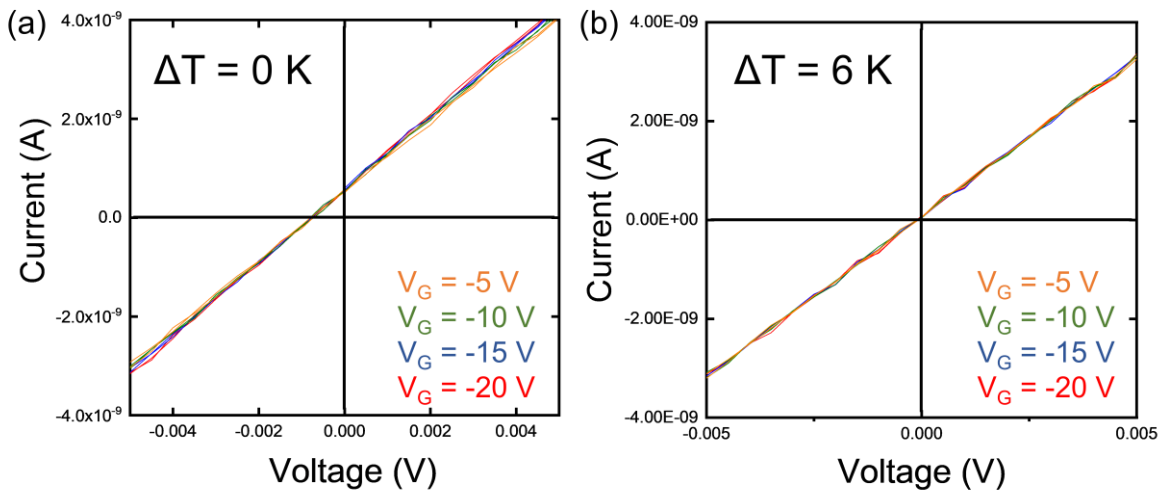 (a)
4.0x10⁻⁹
2.0x10⁻⁹
0.0
-2.0x10⁻⁹
-4.0x10⁻⁹
Current (A)
ΔT = 0 K
V_G = -5 V
V_G = -10 V
V_G = -15 V
V_G = -20 V
-0.004 -0.002 0.000 0.002 0.004
Voltage (V)
(b)
4.00E-09
2.00E-09
0.00E+00
-2.00E-09
-4.00E-09
Current (A)
ΔT = 6 K
V_G = -5 V
V_G = -10 V
V_G = -15 V
V_G = -20 V
-0.005 0.000 0.005
Voltage (V)